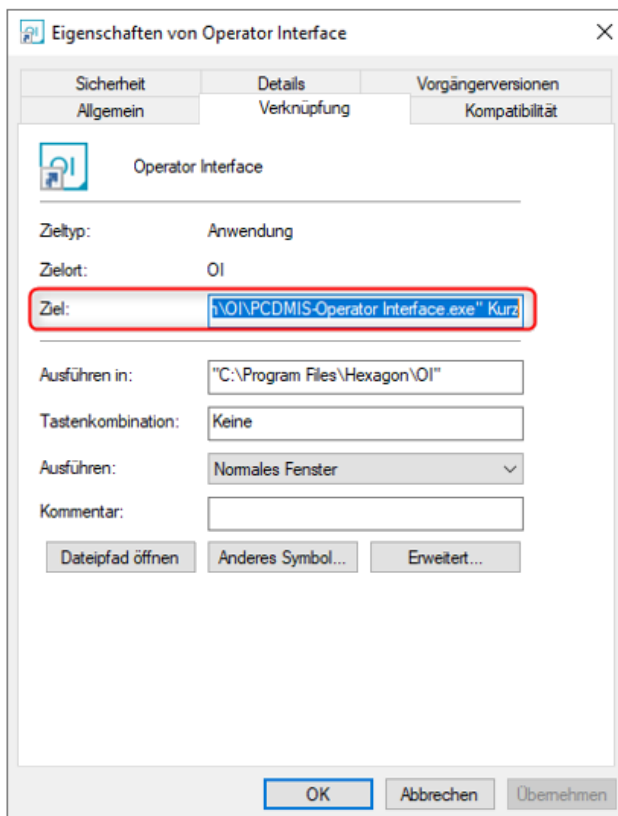 Eigenschaften von Operator Interface
Sicherheit Details Vorgängerversionen
Allgemein Verknüpfung Kompatibilität
OI Operator Interface
Zieltyp: Anwendung
Zielort: OI
Ziel: \OI\PCDMIS-Operator Interface.exe" Kurz
Ausführen in: "C:\Program Files\Hexagon\OI"
Tastenkombination: Keine
Ausführen: Normales Fenster
Kommentar:
Dateipfad öffnen Anderes Symbol... Erweitert...
OK Abbrechen Übernehmen